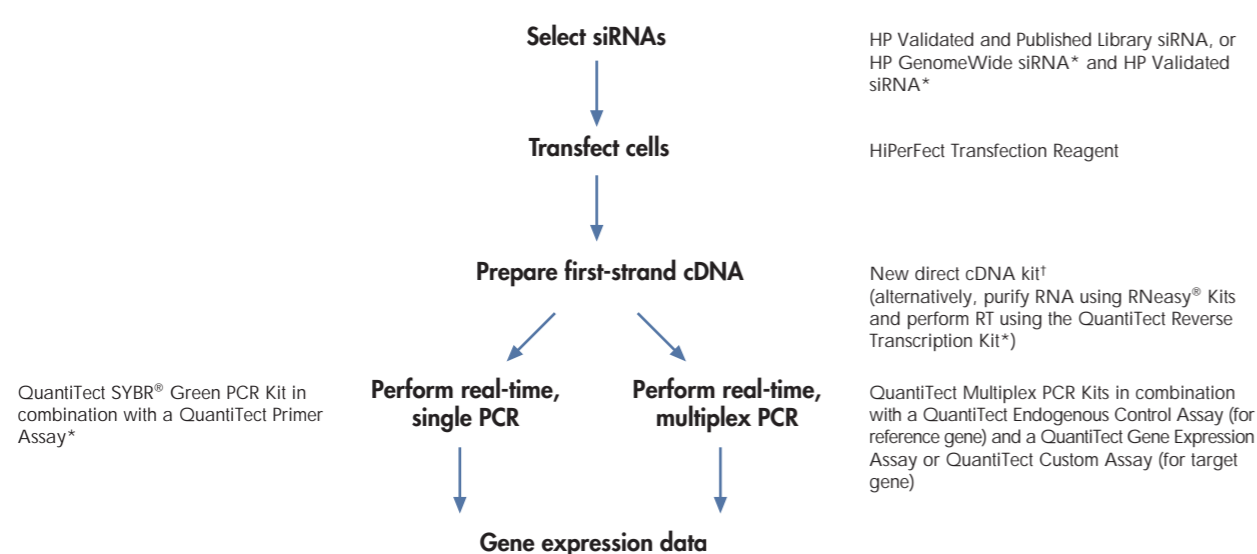 Select siRNAs
HP Validated and Published Library siRNA, or
HP GenomeWide siRNA* and HP Validated
siRNA*
Transfect cells
HiPerFect Transfection Reagent
Prepare first-strand cDNA
New direct cDNA kit†
(alternatively, purify RNA using RNeasy® Kits
and perform RT using the QuantiTect Reverse
Transcription Kit*)
QuantiTect SYBR® Green PCR Kit in
combination with a QuantiTect Primer
Assay*
Perform real-time,
single PCR
Perform real-time,
multiplex PCR
QuantiTect Multiplex PCR Kits in combination
with a QuantiTect Endogenous Control Assay (for
reference gene) and a QuantiTect Gene Expression
Assay or QuantiTect Custom Assay (for target
gene)
Gene expression data